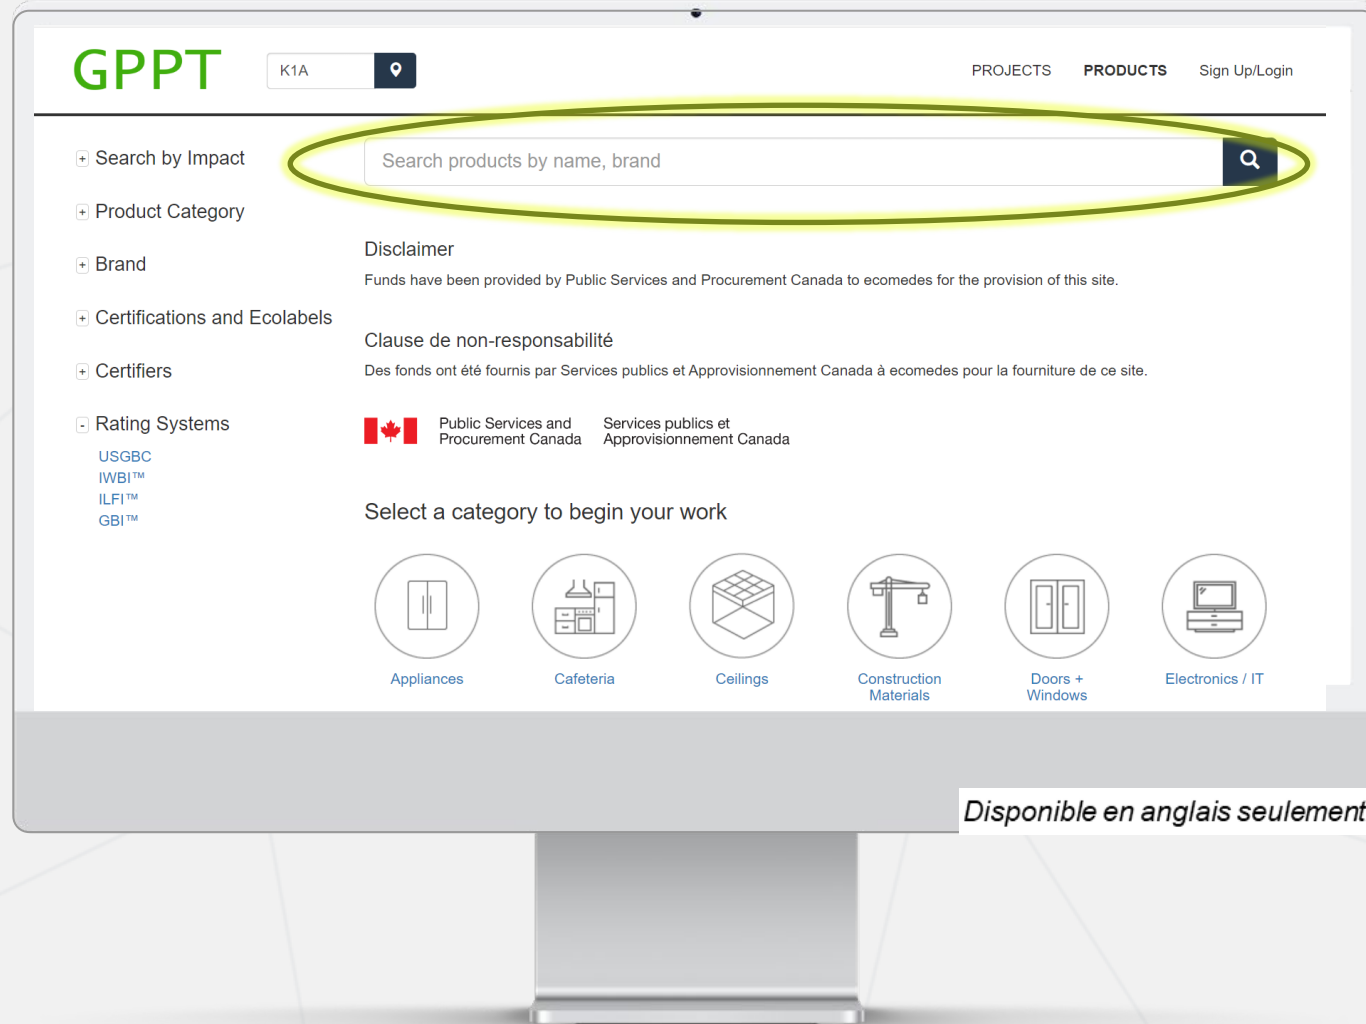 GPPT
K1A
PROJECTS PRODUCTS Sign Up/Login
+ Search by Impact
+ Product Category
+ Brand
+ Certifications and Ecolabels
+ Certifiers
- Rating Systems
USGBC
IWBI™
ILFI™
GBI™
Search products by name, brand
Disclaimer
Funds have been provided by Public Services and Procurement Canada to ecomedes for the provision of this site.
Clause de non-responsabilité
Des fonds ont été fournis par Services publics et Approvisionnement Canada à ecomedes pour la fourniture de ce site.
Public Services and
Procurement Canada
Services publics et
Approvisionnement Canada
Select a category to begin your work
Appliances
Cafeteria
Ceilings
Construction
Materials
Doors +
Windows
Electronics / IT
Disponible en anglais seulement